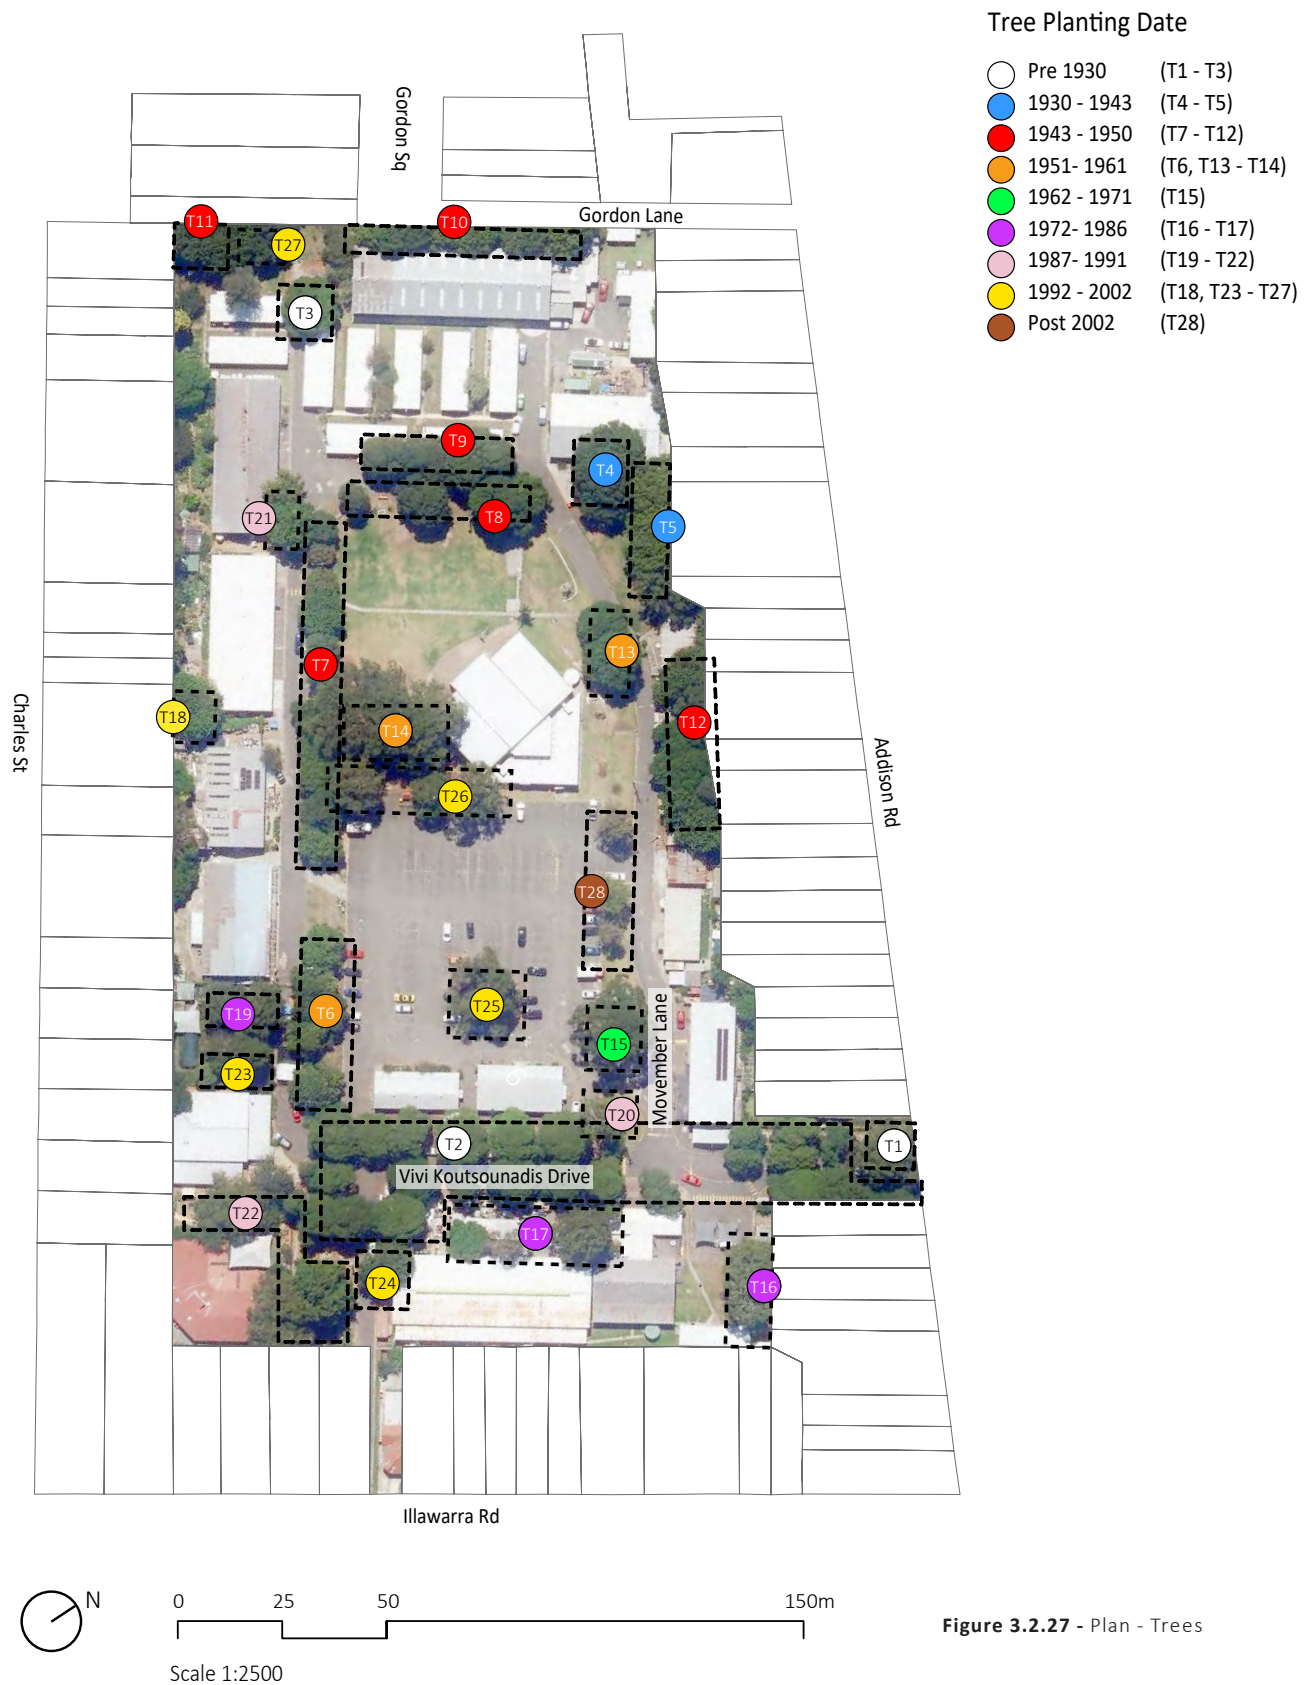 Tree Planting Date
Pre 1930 (T1 - T3)
1930 - 1943 (T4 - T5)
1943 - 1950 (T7 - T12)
1951- 1961 (T6, T13 - T14)
1962 - 1971 (T15)
1972- 1986 (T16 - T17)
1987- 1991 (T19 - T22)
1992 - 2002 (T18, T23 - T27)
Post 2002 (T28)
Gordon Sq
Gordon Lane
T11
T10
T27
T3
T9
T4
T21
T8
T5
T13
T7
T18
T12
T14
Charles St
Addison Rd
T26
T28
T25
T19
T6
T15
Movember Lane
T23
6
T20
T2
T1
Vivi Koutsounadis Drive
T22
T17
T24
T16
Illawarra Rd
N
0 25 50 150m
Scale 1:2500
Figure 3.2.27 - Plan - Trees